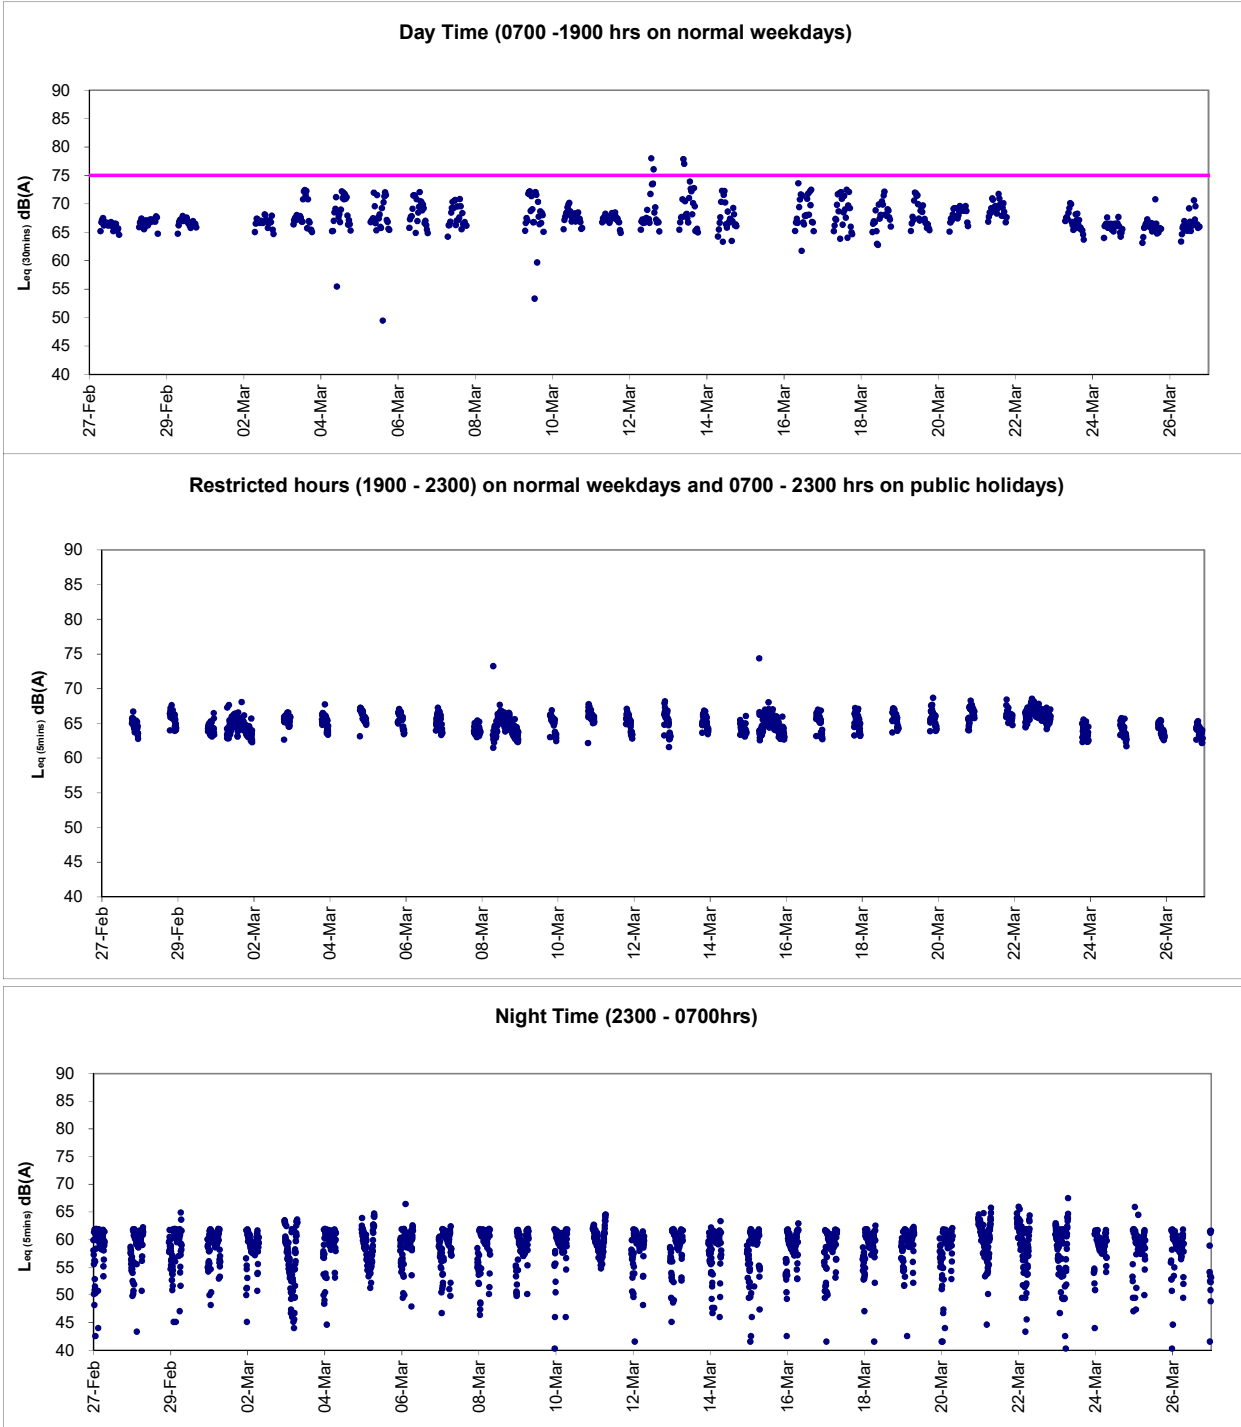 Day Time (0700 -1900 hrs on normal weekdays)
90
85
80
75
70
65
60
55
50
45
40
Leq (30mins) dB(A)
27-Feb
29-Feb
02-Mar
04-Mar
06-Mar
08-Mar
10-Mar
12-Mar
14-Mar
16-Mar
18-Mar
20-Mar
22-Mar
24-Mar
26-Mar
Restricted hours (1900 - 2300) on normal weekdays and 0700 - 2300 hrs on public holidays)
90
85
80
75
70
65
60
55
50
45
40
Leq (5mins) dB(A)
27-Feb
29-Feb
02-Mar
04-Mar
06-Mar
08-Mar
10-Mar
12-Mar
14-Mar
16-Mar
18-Mar
20-Mar
22-Mar
24-Mar
26-Mar
Night Time (2300 - 0700hrs)
90
85
80
75
70
65
60
55
50
45
40
Leq (5mins) dB(A)
27-Feb
29-Feb
02-Mar
04-Mar
06-Mar
08-Mar
10-Mar
12-Mar
14-Mar
16-Mar
18-Mar
20-Mar
22-Mar
24-Mar
26-Mar